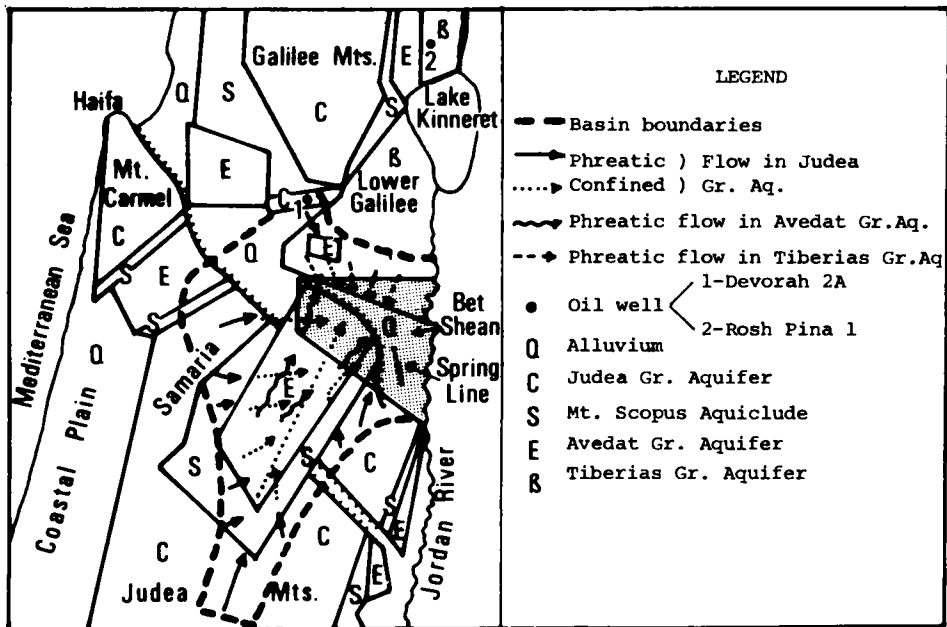 Galilee Mts.
ß
E
2
Q
S
S
C
Lake
Kinneret
Haifa
E
Mt.
Carmel
C
1
ß
Lower
Galilee
Mediterranean Sea
C
S
E
Q
E
S
Bet
Shean
Q
Q
Samaria
E
Spring
Line
Coastal Plain
S
S
C
Jordan River
C
C
S
E
Judea
Mts.
S
E
LEGEND
Basin boundaries
Phreatic ) Flow in Judea
Confined ) Gr. Aq.
Phreatic flow in Avedat Gr.Aq.
Phreatic flow in Tiberias Gr.Aq
1-Devorah 2A
Oil well
2-Rosh Pina 1
Q Alluvium
C Judea Gr. Aquifer
S Mt. Scopus Aquiclude
E Avedat Gr. Aquifer
ß Tiberias Gr. Aquifer